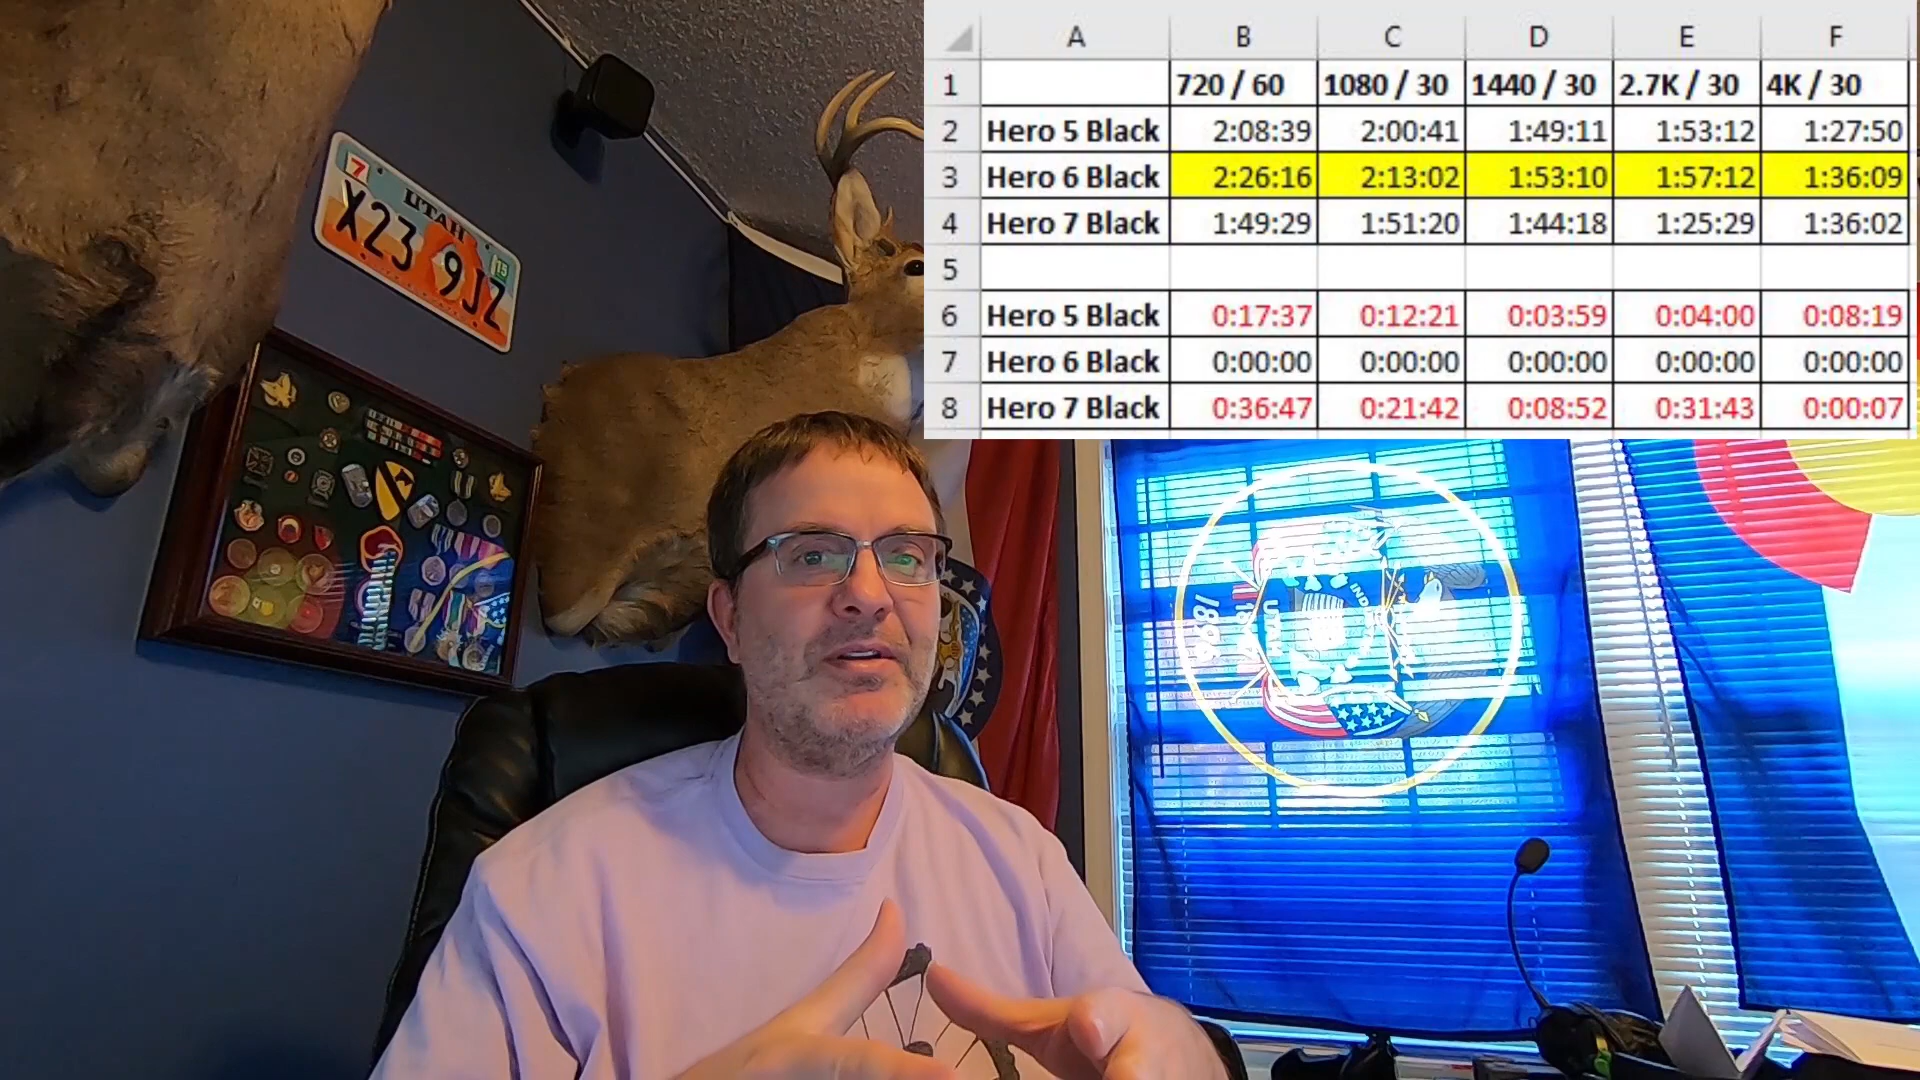 A B C D E F
1 720 / 60 1080 / 30 1440 / 30 2.7K / 30 4K / 30
2 Hero 5 Black 2:08:39 2:00:41 1:49:11 1:53:12 1:27:50
3 Hero 6 Black 2:26:16 2:13:02 1:53:10 1:57:12 1:36:09
4 Hero 7 Black 1:49:29 1:51:20 1:44:18 1:25:29 1:36:02
5
6 Hero 5 Black 0:17:37 0:12:21 0:03:59 0:04:00 0:08:19
7 Hero 6 Black 0:00:00 0:00:00 0:00:00 0:00:00 0:00:00
8 Hero 7 Black 0:36:47 0:21:42 0:08:52 0:31:43 0:00:07
7 UTAH 15
X23 9JZ
UTAH